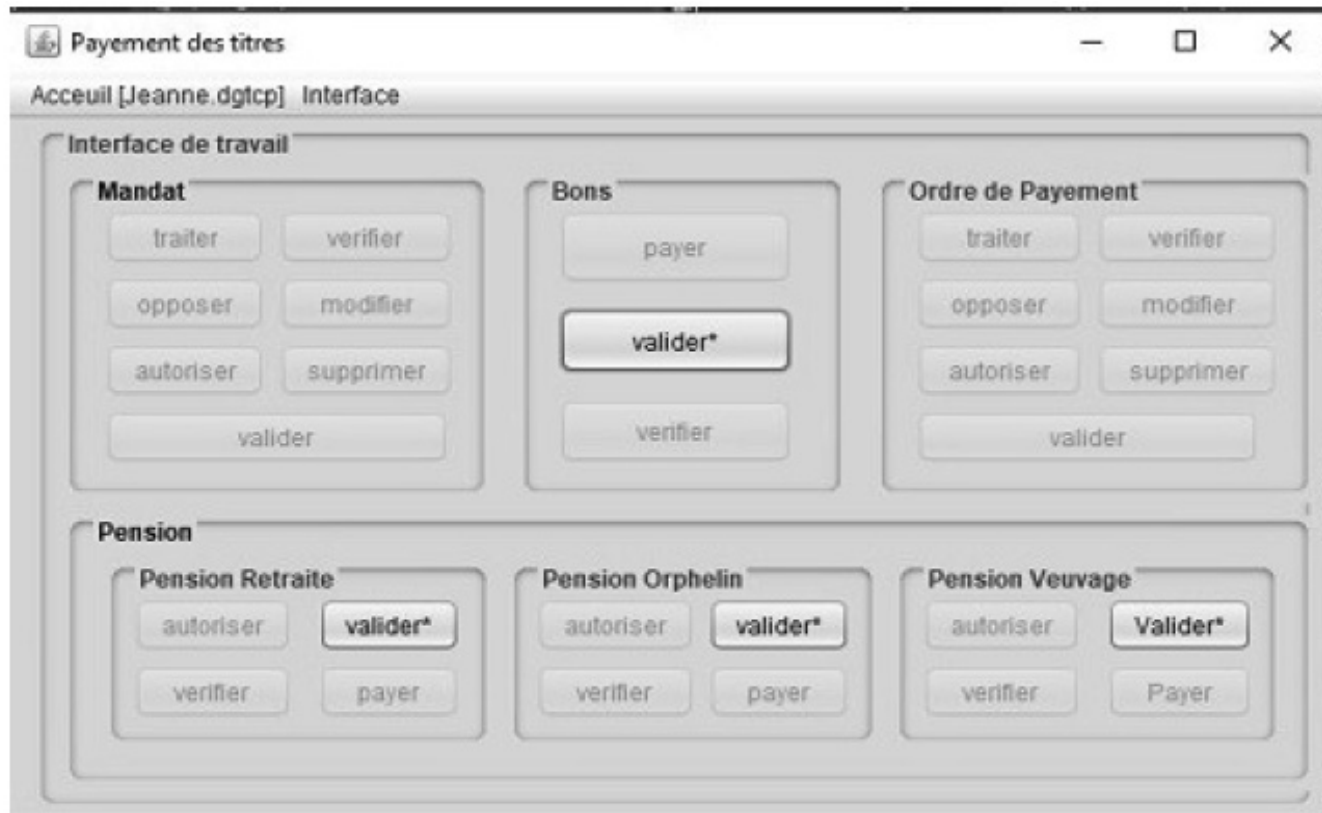 Payement des titres
Acceuil [Jeanne.dgtcp] Interface
Interface de travail
Mandat
traiter verifier
opposer modifier
autoriser supprimer
valider
Bons
payer
valider*
verifier
Ordre de Payement
traiter verifier
opposer modifier
autoriser supprimer
valider
Pension
Pension Retraite
autoriser valider*
verifier payer
Pension Orphelin
autoriser valider*
verifier payer
Pension Veuvage
autoriser Valider*
verifier Payer